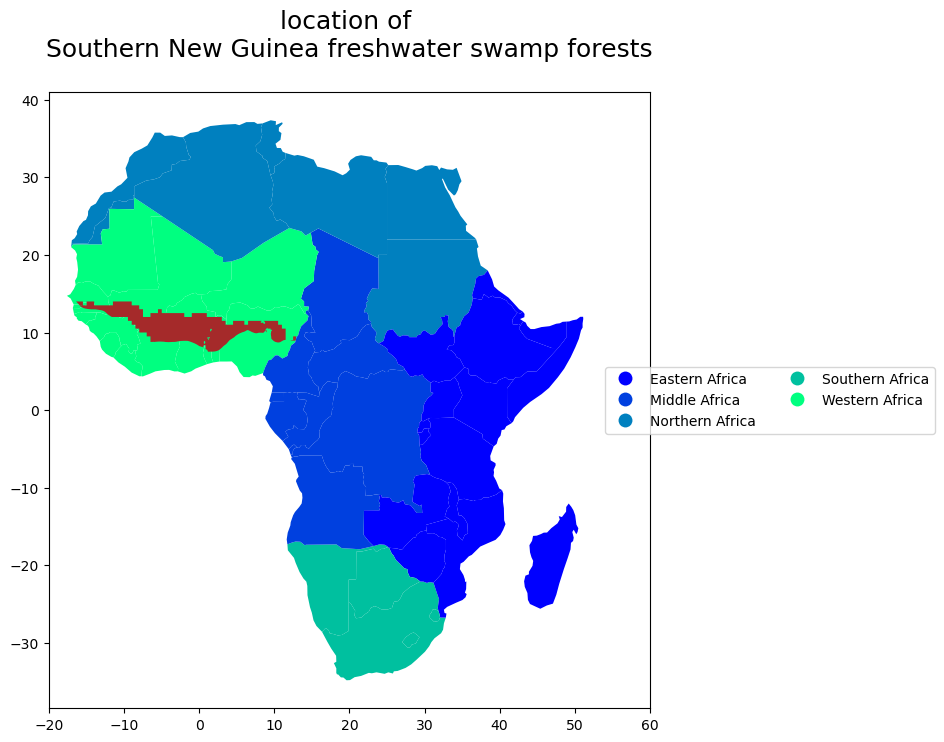 location of
Southern New Guinea freshwater swamp forests
40
30
20
10
0
−10
−20
−30
−20 −10 0 10 20 30 40 50 60
Eastern Africa Southern Africa
Middle Africa Western Africa
Northern Africa